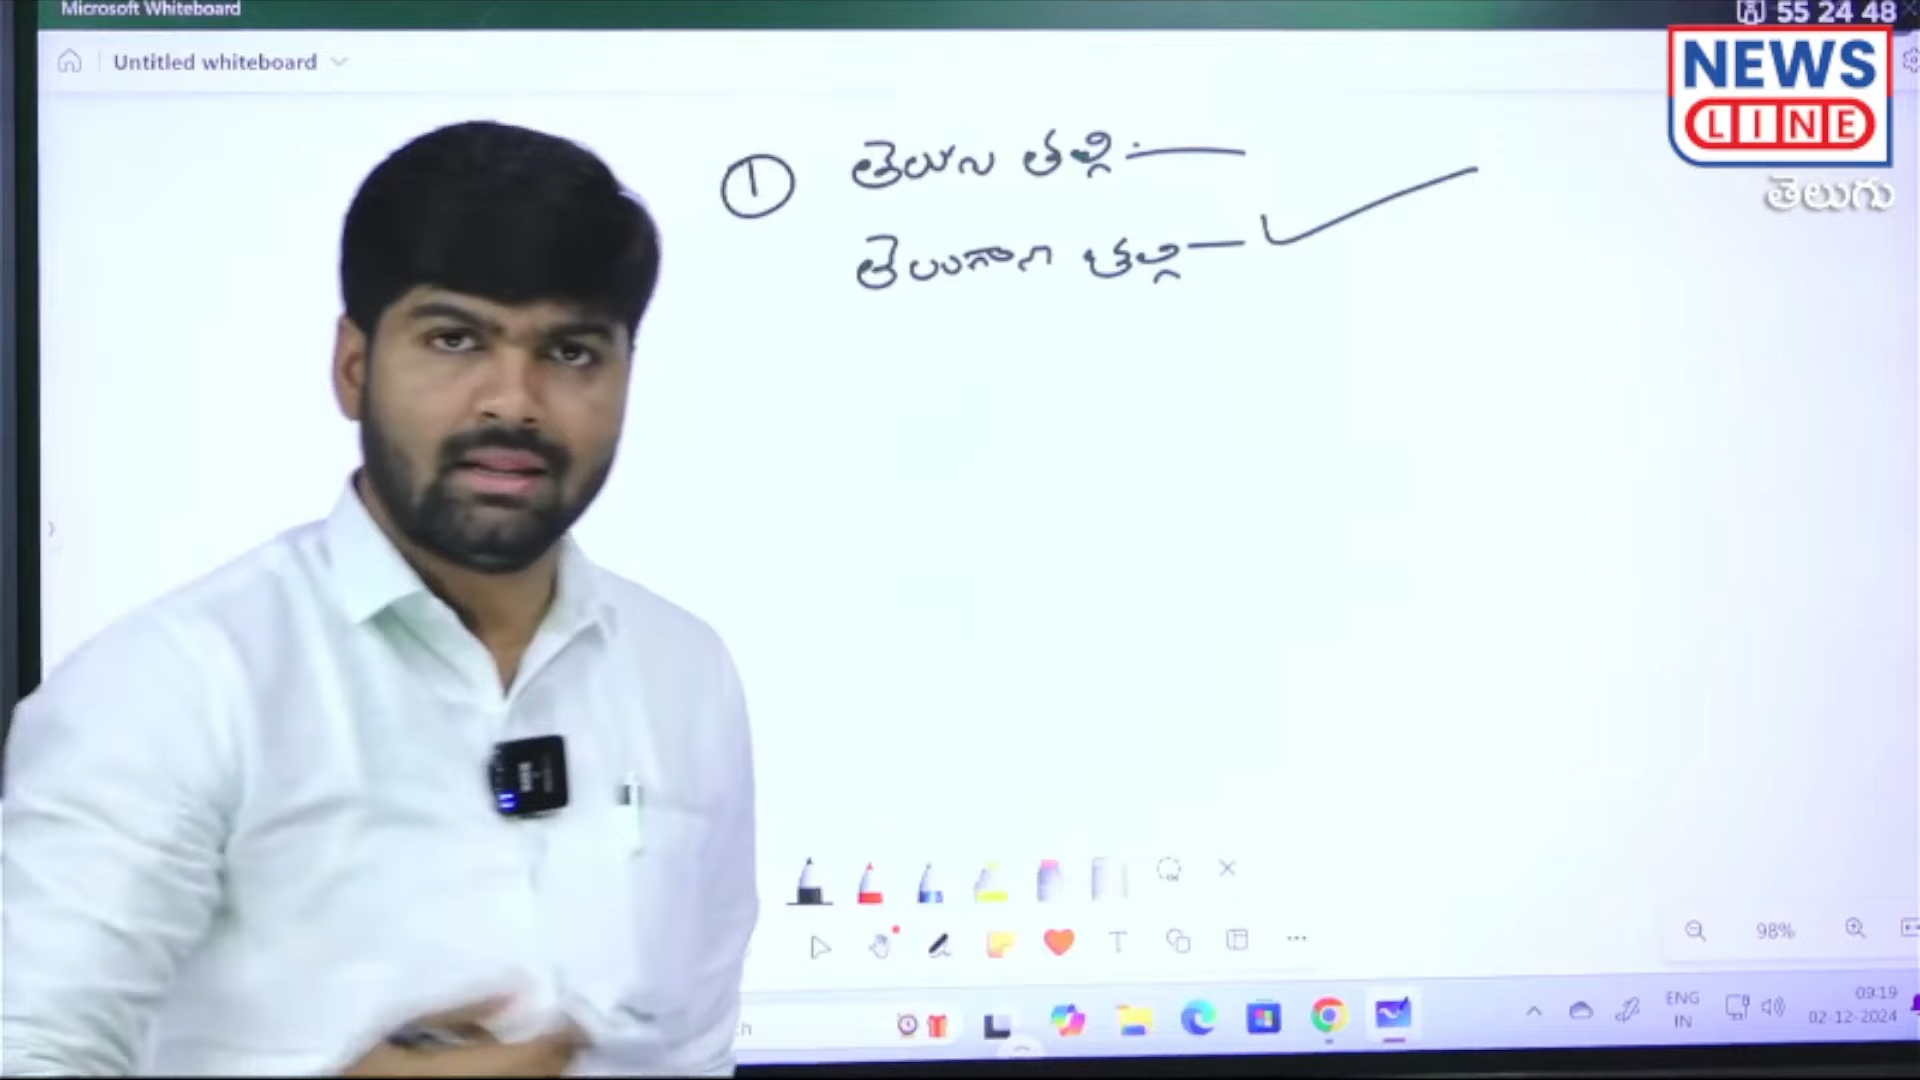 Microsoft Whiteboard
55 24 48
Untitled whiteboard
NEWS
LINE
తెలుగు
① తెలుగు తల్లి —
తెలంగాణ తల్లి —
98%
ENG
IN
09:19
02-12-2024